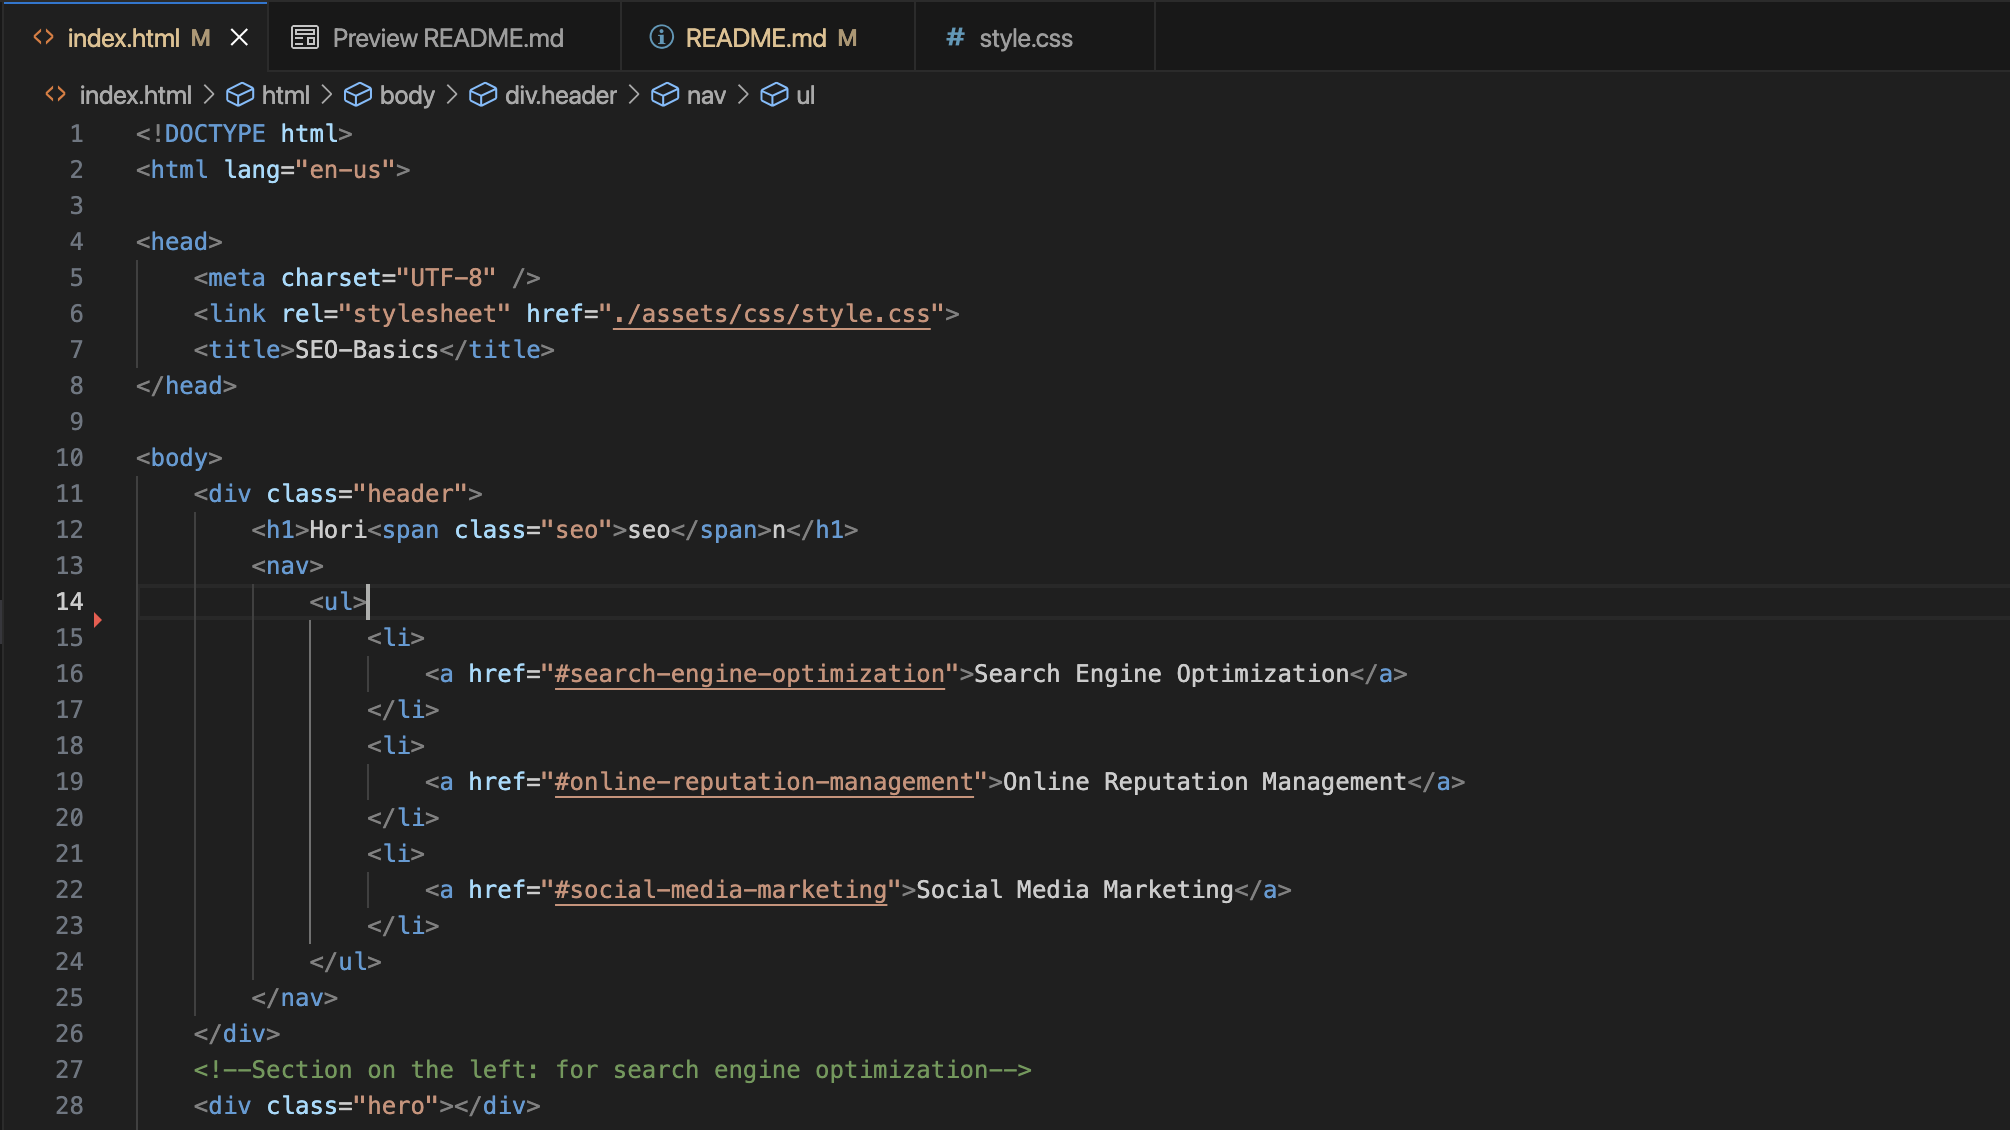 index.html M
Preview README.md
README.md M
# style.css
index.html > html > body > div.header > nav > ul
1 <!DOCTYPE html>
2 <html lang="en-us">
3
4 <head>
5 <meta charset="UTF-8" />
6 <link rel="stylesheet" href="./assets/css/style.css">
7 <title>SEO-Basics</title>
8 </head>
9
10 <body>
11 <div class="header">
12 <h1>Hori<span class="seo">seo</span>n</h1>
13 <nav>
14 <ul>
15 <li>
16 <a href="#search-engine-optimization">Search Engine Optimization</a>
17 </li>
18 <li>
19 <a href="#online-reputation-management">Online Reputation Management</a>
20 </li>
21 <li>
22 <a href="#social-media-marketing">Social Media Marketing</a>
23 </li>
24 </ul>
25 </nav>
26 </div>
27 <!--Section on the left: for search engine optimization-->
28 <div class="hero"></div>